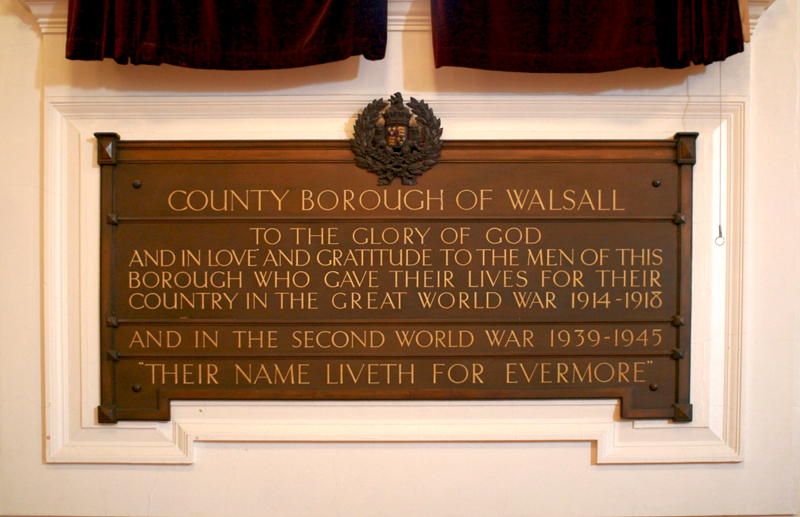 COUNTY BOROUGH OF WALSALL
TO THE GLORY OF GOD
AND IN LOVE AND GRATITUDE TO THE MEN OF THIS
BOROUGH WHO GAVE THEIR LIVES FOR THEIR
COUNTRY IN THE GREAT WORLD WAR 1914-1918
AND IN THE SECOND WORLD WAR 1939-1945
"THEIR NAME LIVETH FOR EVERMORE"